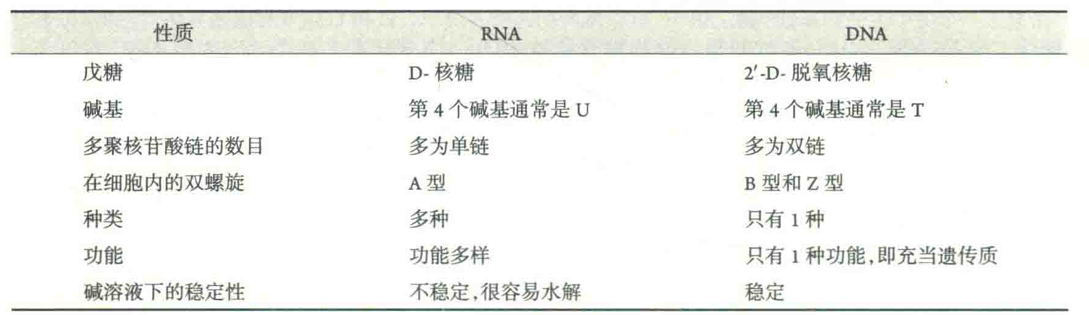 性质 RNA DNA
戊糖 D- 核糖 2′-D- 脱氧核糖
碱基 第 4 个碱基通常是 U 第 4 个碱基通常是 T
多聚核苷酸链的数目 多为单链 多为双链
在细胞内的双螺旋 A 型 B 型和 Z 型
种类 多种 只有 1 种
功能 功能多样 只有 1 种功能,即充当遗传质
碱溶液下的稳定性 不稳定,很容易水解 稳定